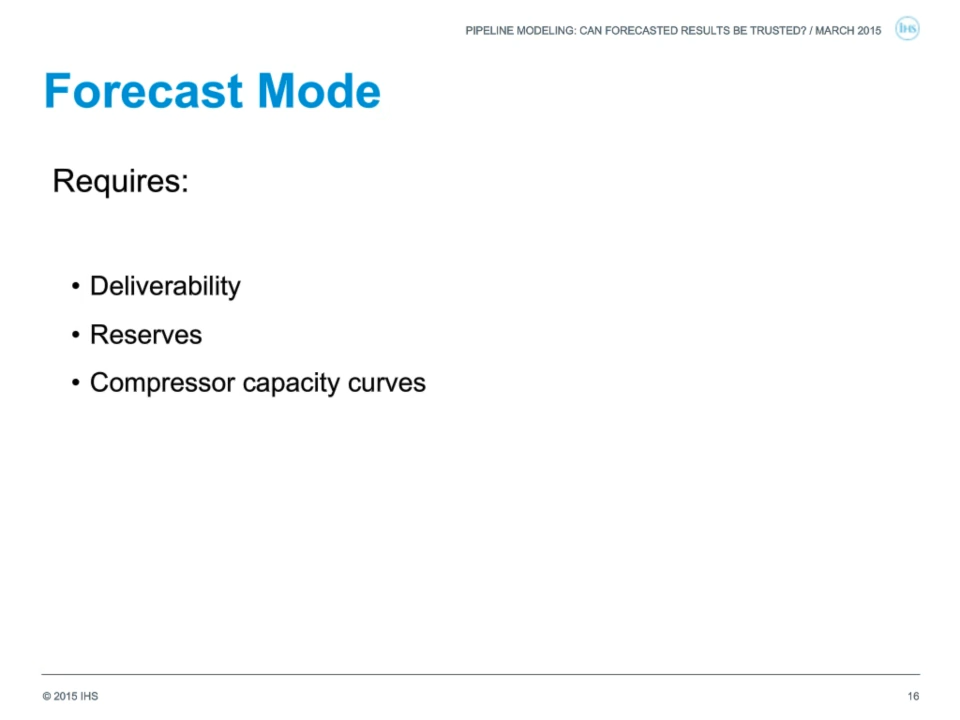 PIPELINE MODELING: CAN FORECASTED RESULTS BE TRUSTED? / MARCH 2015
IHS
Forecast Mode
Requires:
• Deliverability
• Reserves
• Compressor capacity curves
© 2015 IHS
16